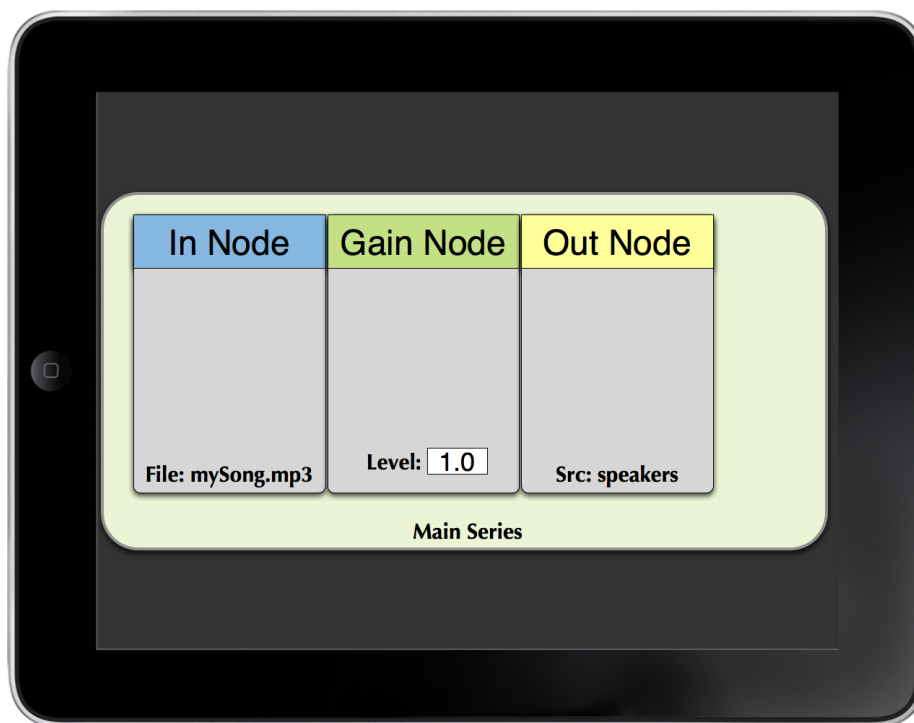 In Node
Gain Node
Out Node
File: mySong.mp3
Level: 1.0
Src: speakers
Main Series